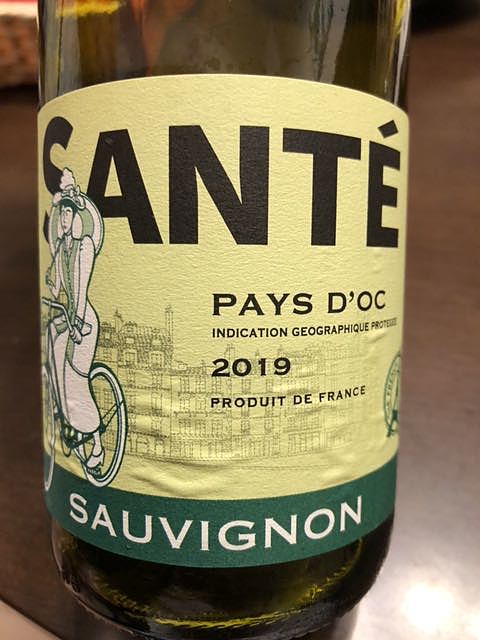 SANTÉ
PAYS D'OC
INDICATION GEOGRAPHIQUE PROTEGEE
2019
PRODUIT DE FRANCE
SAUVIGNON